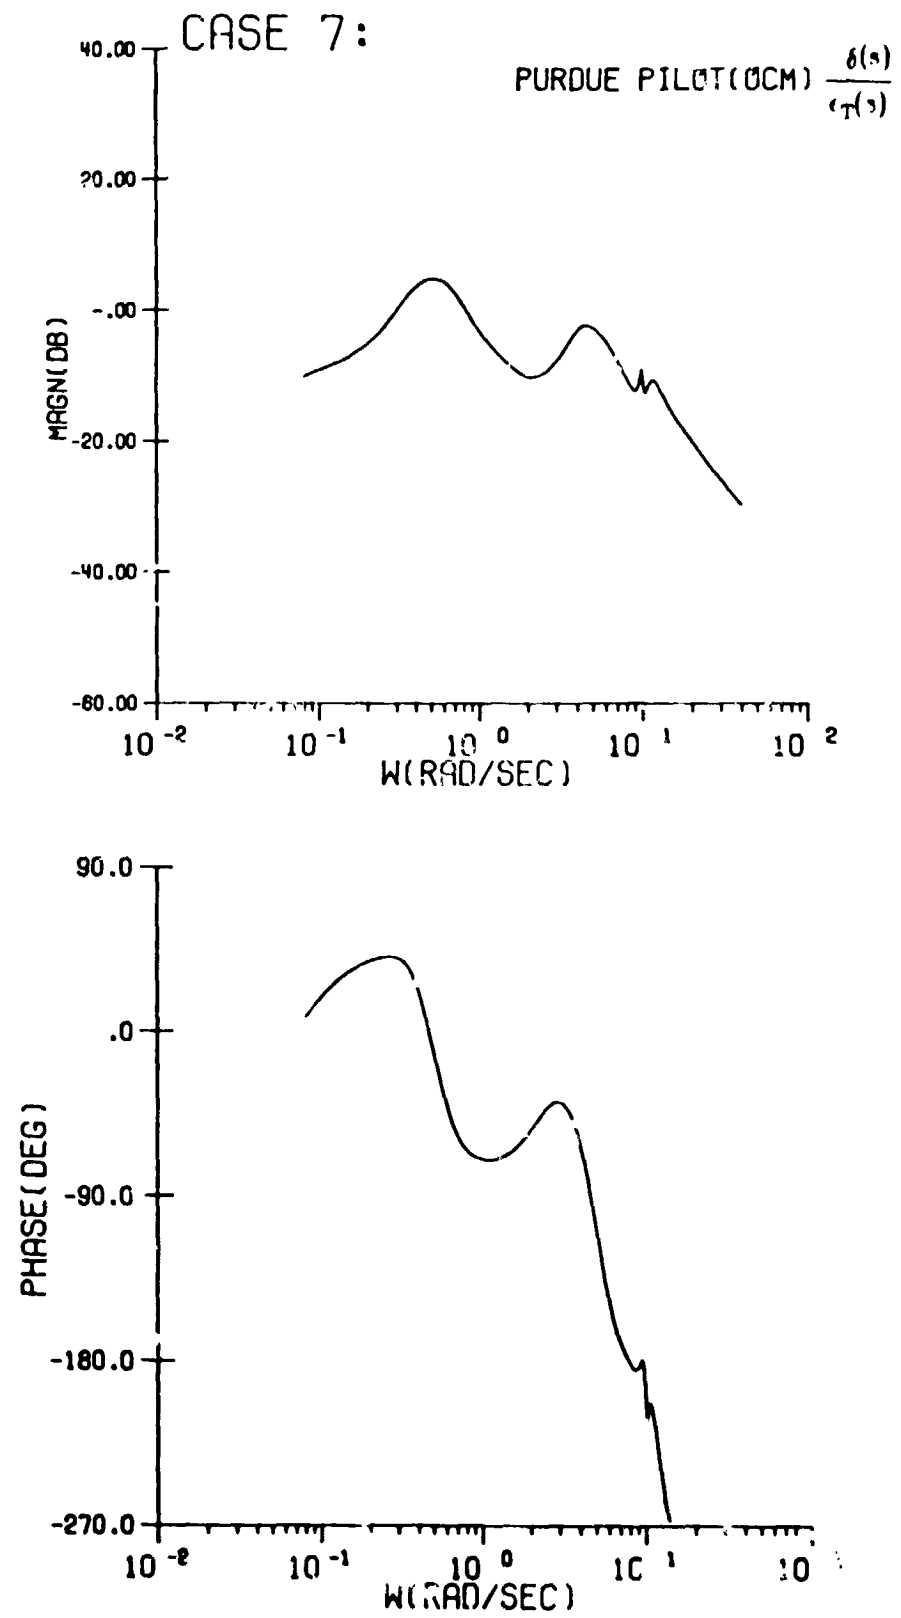 CASE 7:
PURDUE PILOT(OCM) δ(s)
ϵT(s)
40.00
20.00
-.00
-20.00
-40.00
-60.00
MAGN(DB)
10-2 10-1 10 0 10 1 10 2
W(RAD/SEC)
90.0
.0
-90.0
-180.0
-270.0
PHASE(DEG)
10-2 10-1 10 0 10 1 10
W(RAD/SEC)